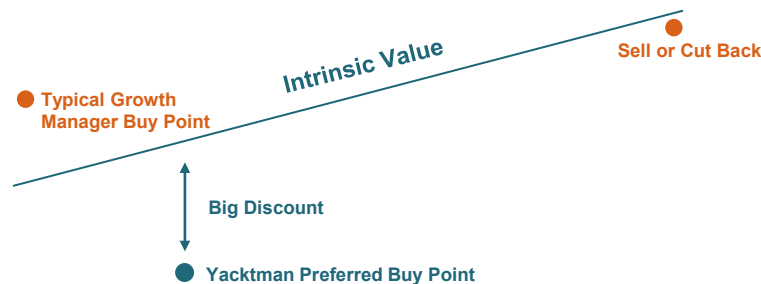 Intrinsic Value
Sell or Cut Back
Typical Growth
Manager Buy Point
Big Discount
Yacktman Preferred Buy Point